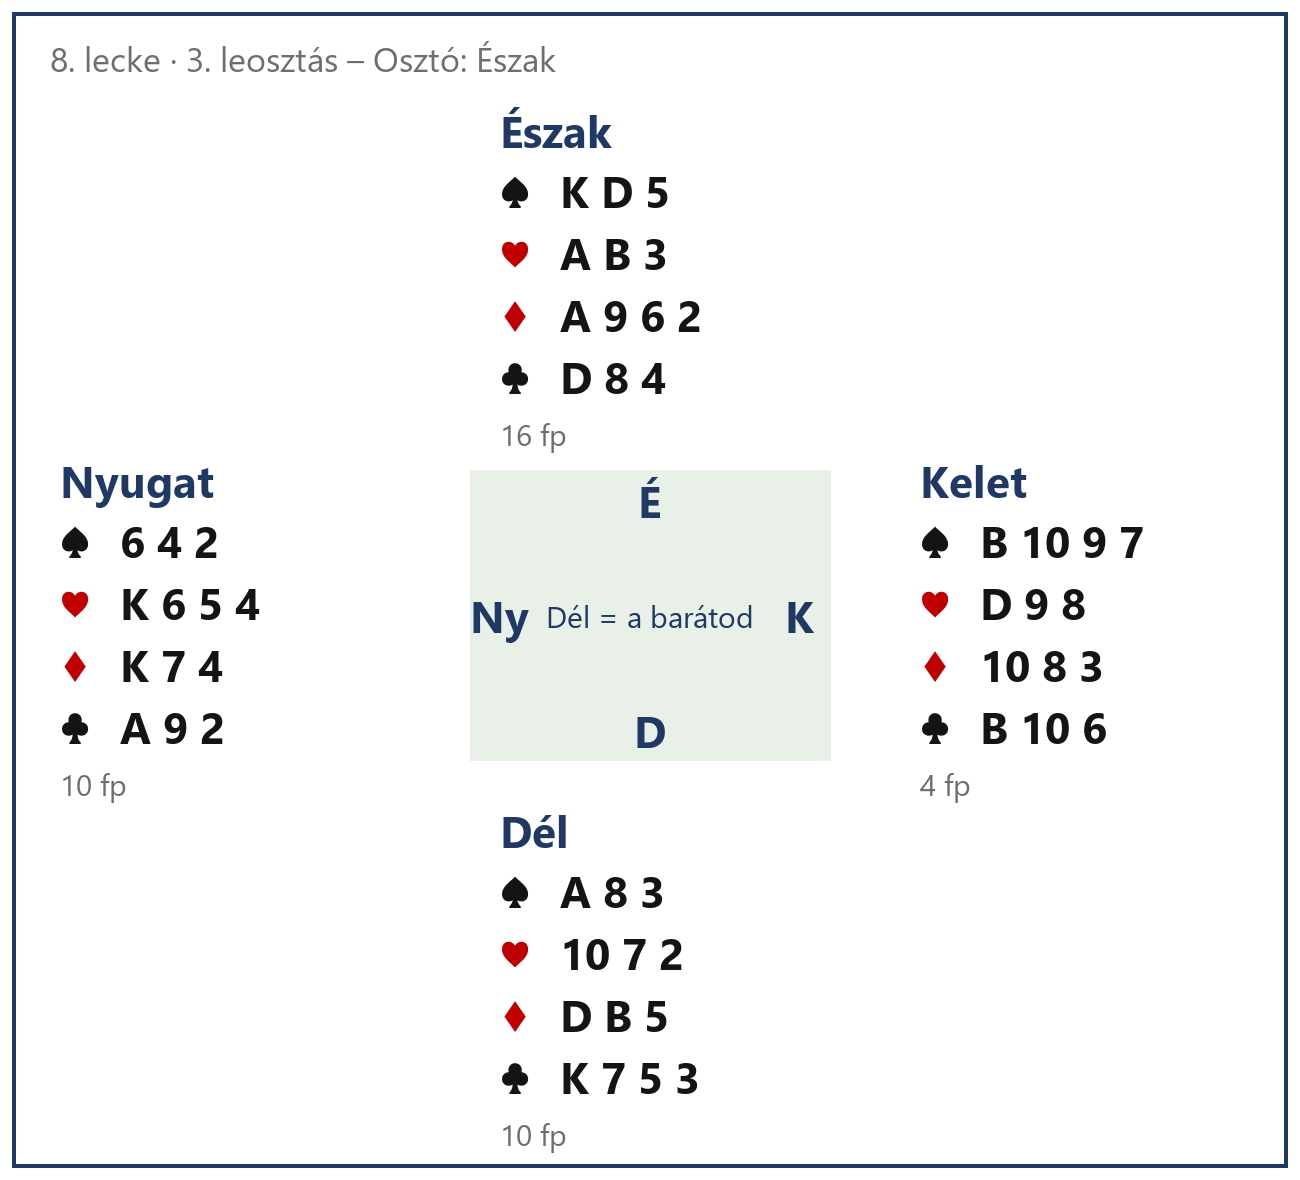 8. lecke · 3. leosztás – Osztó: Észak
Észak
♠ K D 5
♥ A B 3
♦ A 9 6 2
♣ D 8 4
16 fp
Nyugat
♠ 6 4 2
♥ K 6 5 4
♦ K 7 4
♣ A 9 2
10 fp
É
Ny Dél = a barátod K
D
Kelet
♠ B 10 9 7
♥ D 9 8
♦ 10 8 3
♣ B 10 6
4 fp
Dél
♠ A 8 3
♥ 10 7 2
♦ D B 5
♣ K 7 5 3
10 fp